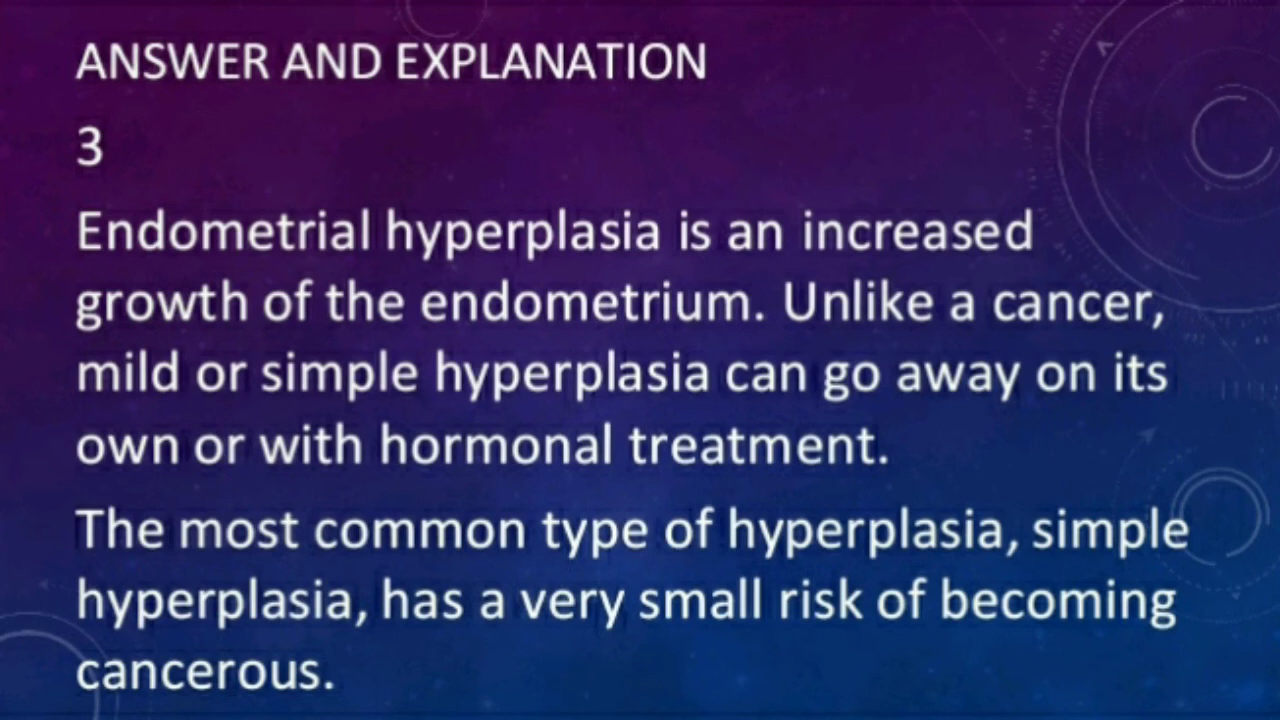 ANSWER AND EXPLANATION
3
Endometrial hyperplasia is an increased
growth of the endometrium. Unlike a cancer,
mild or simple hyperplasia can go away on its
own or with hormonal treatment.
The most common type of hyperplasia, simple
hyperplasia, has a very small risk of becoming
cancerous.